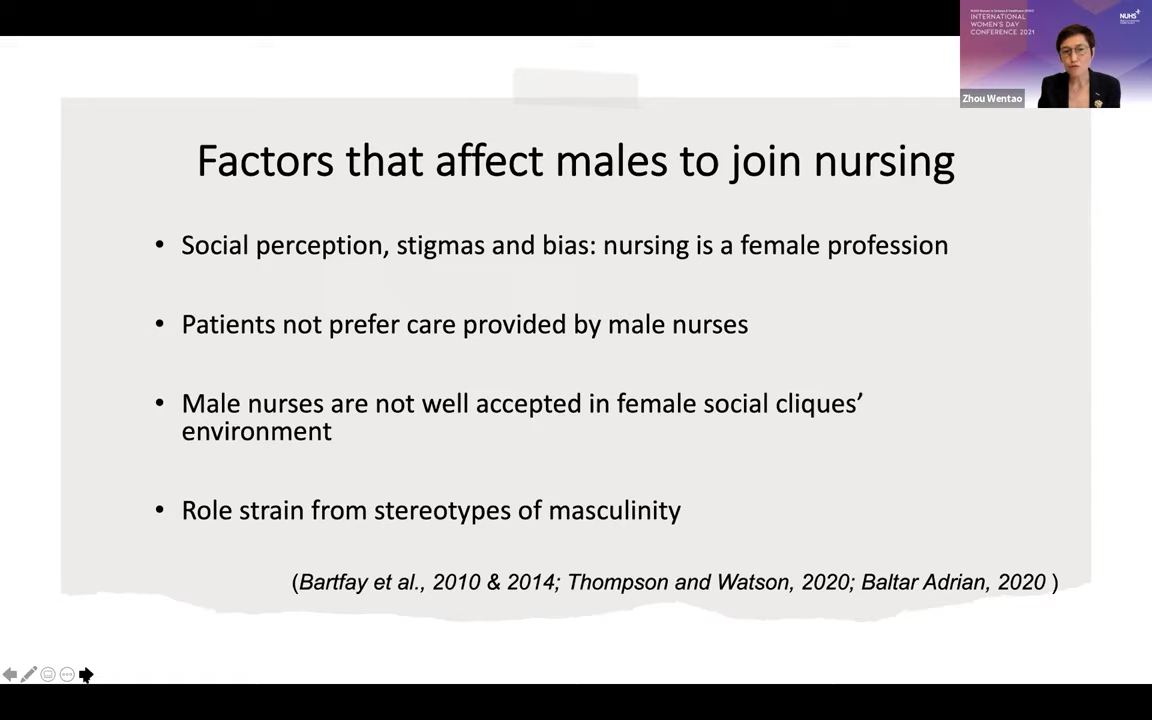 INTERNATIONAL
WOMEN'S DAY
CONFERENCE 2021
NUHS
Zhou Wentao
Factors that affect males to join nursing
• Social perception, stigmas and bias: nursing is a female profession
• Patients not prefer care provided by male nurses
• Male nurses are not well accepted in female social cliques’
environment
• Role strain from stereotypes of masculinity
(Bartfay et al., 2010 & 2014; Thompson and Watson, 2020; Baltar Adrian, 2020 )